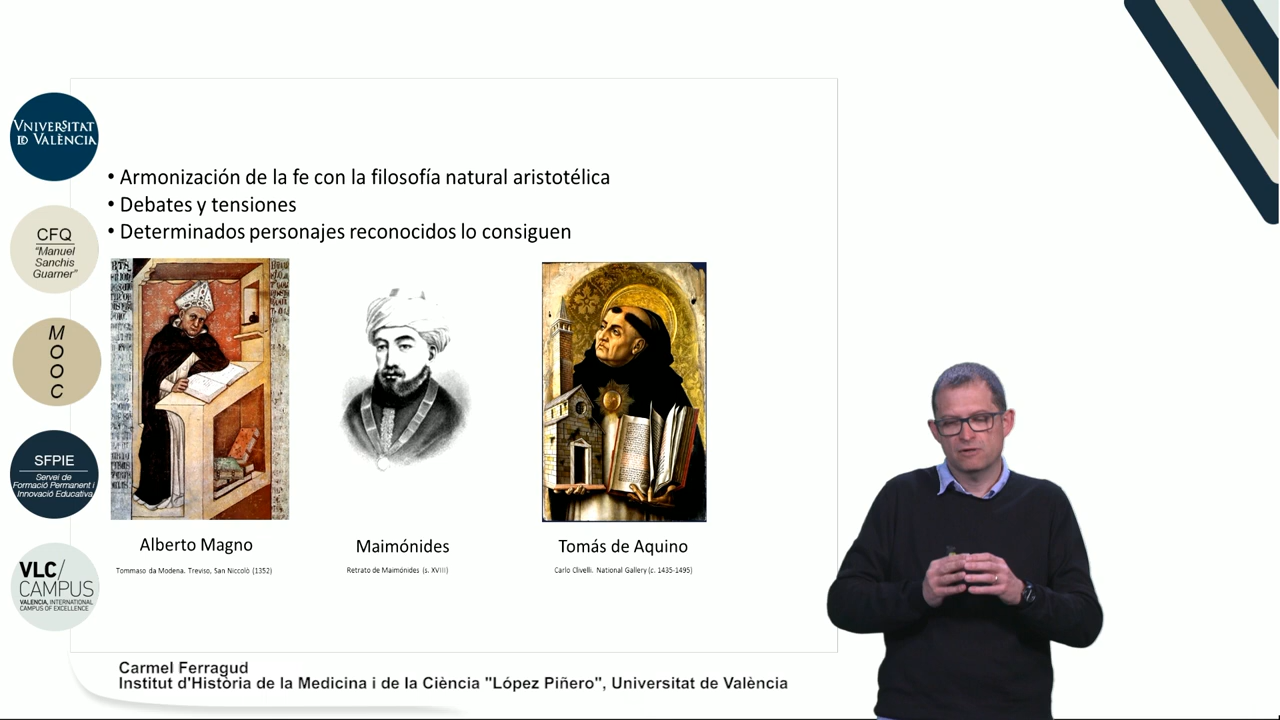 VNIVERSITAT
ID VALÈNCIA
CFQ
"Manuel
Sanchis
Guarner"
M
O
O
C
SFPIE
Servei de
Formació Permanent i
Innovació Educativa
VLC/
CAMPUS
VALENCIA, INTERNATIONAL
CAMPUS OF EXCELLENCE
• Armonización de la fe con la filosofía natural aristotélica
• Debates y tensiones
• Determinados personajes reconocidos lo consiguen
Alberto Magno
Tommaso da Modena. Treviso, San Niccolò (1352)
Maimónides
Retrato de Maimónides (s. XVIII)
Tomás de Aquino
Carlo Clivelli. National Gallery (c. 1435-1495)
Carmel Ferragud
Institut d'Història de la Medicina i de la Ciència "López Piñero", Universitat de València